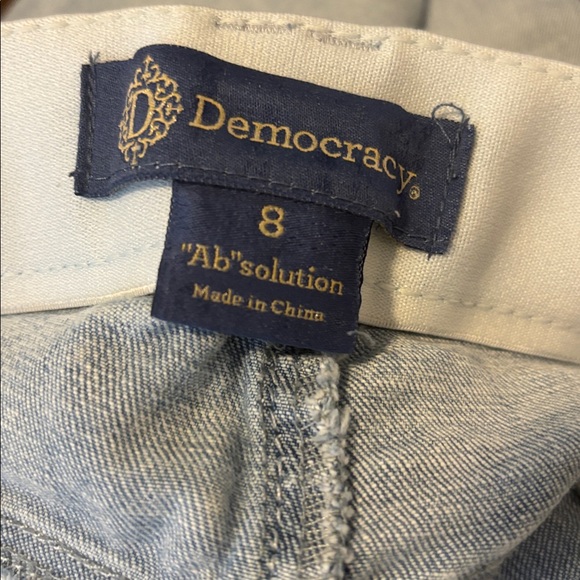 D Democracy®
8
"Ab"solution
Made in China